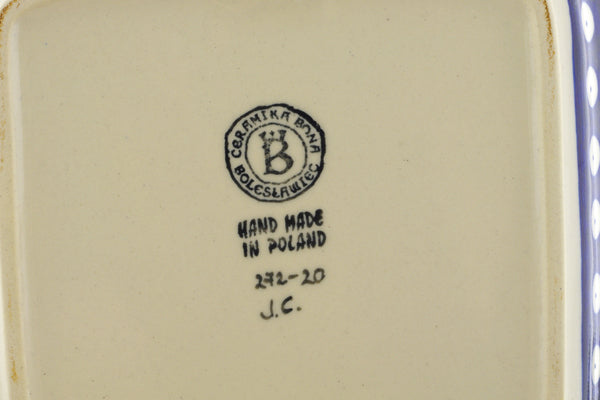 CERAMIKA BONA
B
BOLESŁAWIEC
HAND MADE
IN POLAND
272-20
J.C.